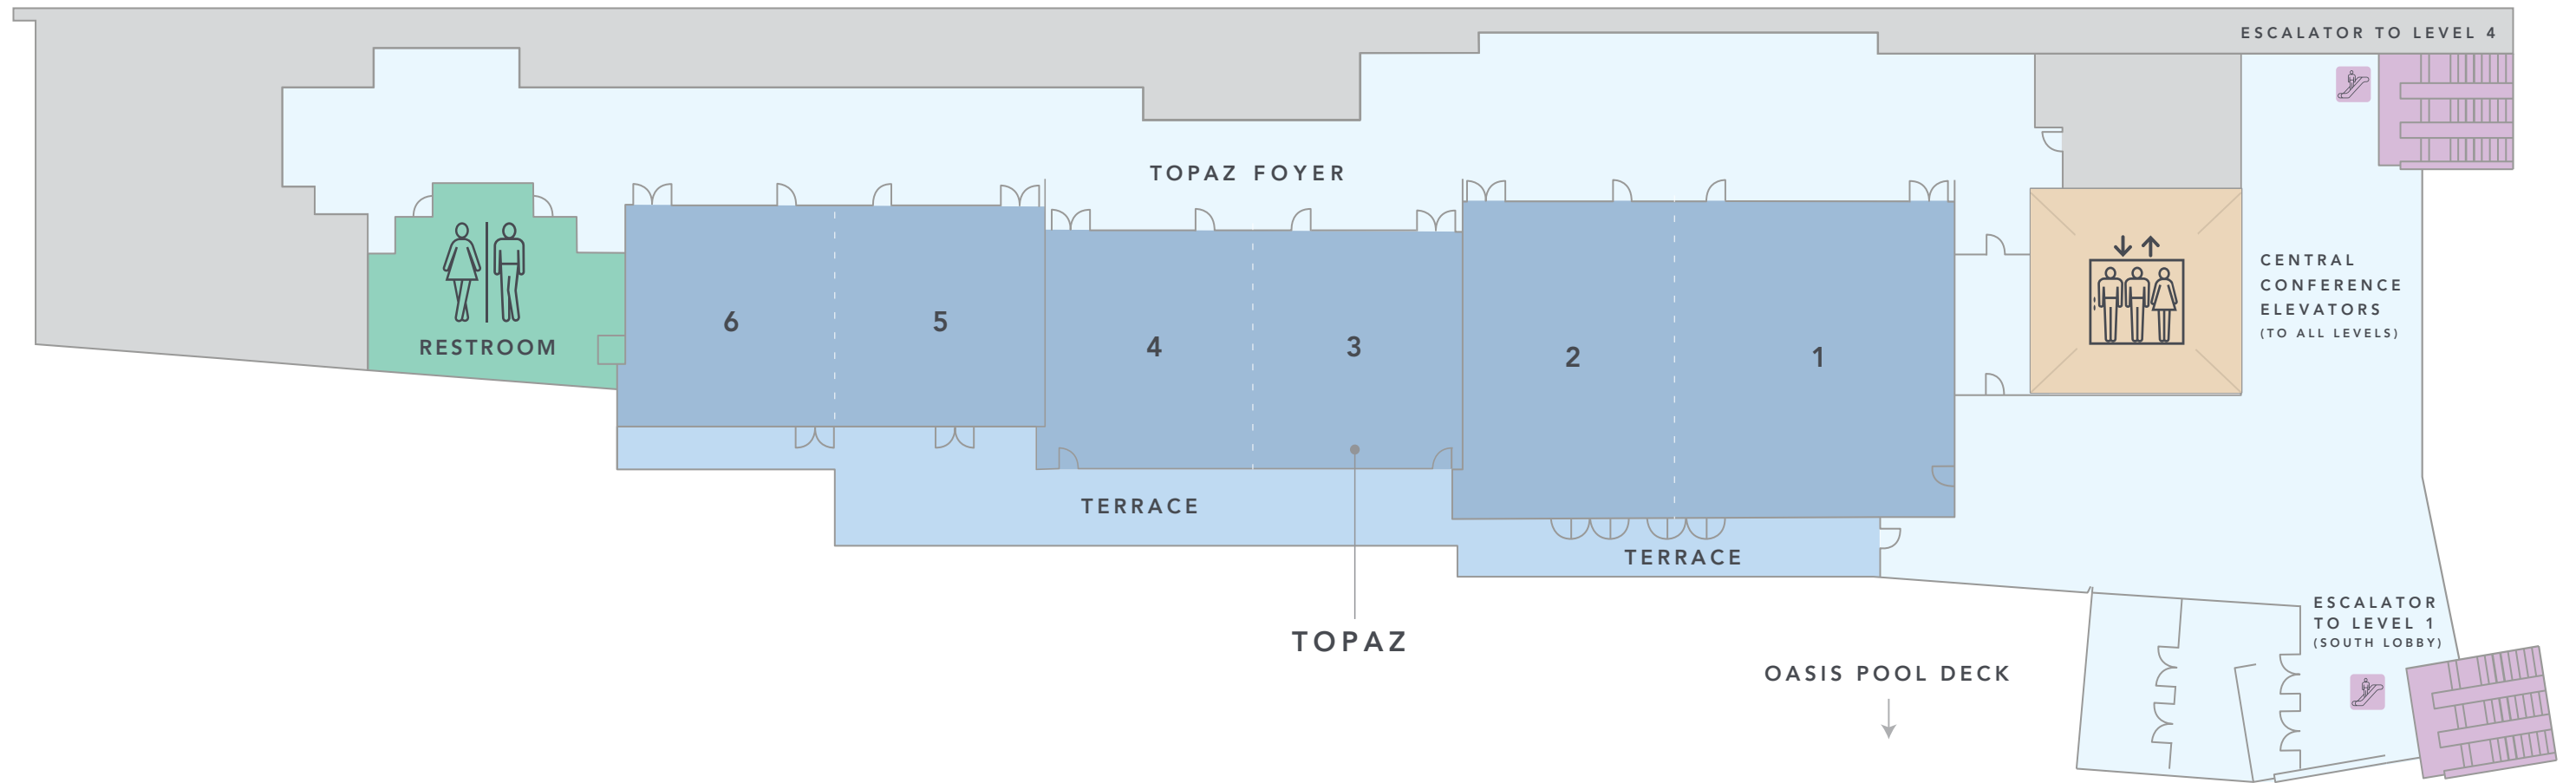 ESCALATOR TO LEVEL 4
TOPAZ FOYER
CENTRAL
CONFERENCE
ELEVATORS
(TO ALL LEVELS)
RESTROOM
6
5
4
3
2
1
TERRACE
TERRACE
TOPAZ
ESCALATOR
TO LEVEL 1
(SOUTH LOBBY)
OASIS POOL DECK